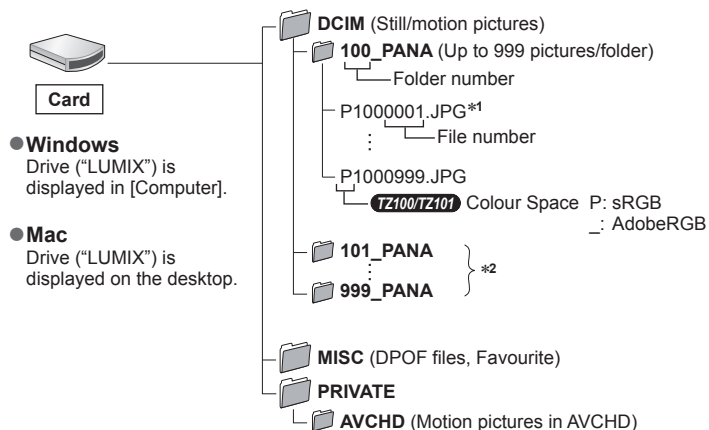 DCIM (Still/motion pictures)
100_PANA (Up to 999 pictures/folder)
Folder number
Card
P1000001.JPG*1
File number
●Windows
Drive (“LUMIX”) is
displayed in [Computer].
P1000999.JPG
TZ100/TZ101 Colour Space P: sRGB
_: AdobeRGB
●Mac
Drive (“LUMIX”) is
displayed on the desktop.
101_PANA
*2
999_PANA
MISC (DPOF files, Favourite)
PRIVATE
AVCHD (Motion pictures in AVCHD)